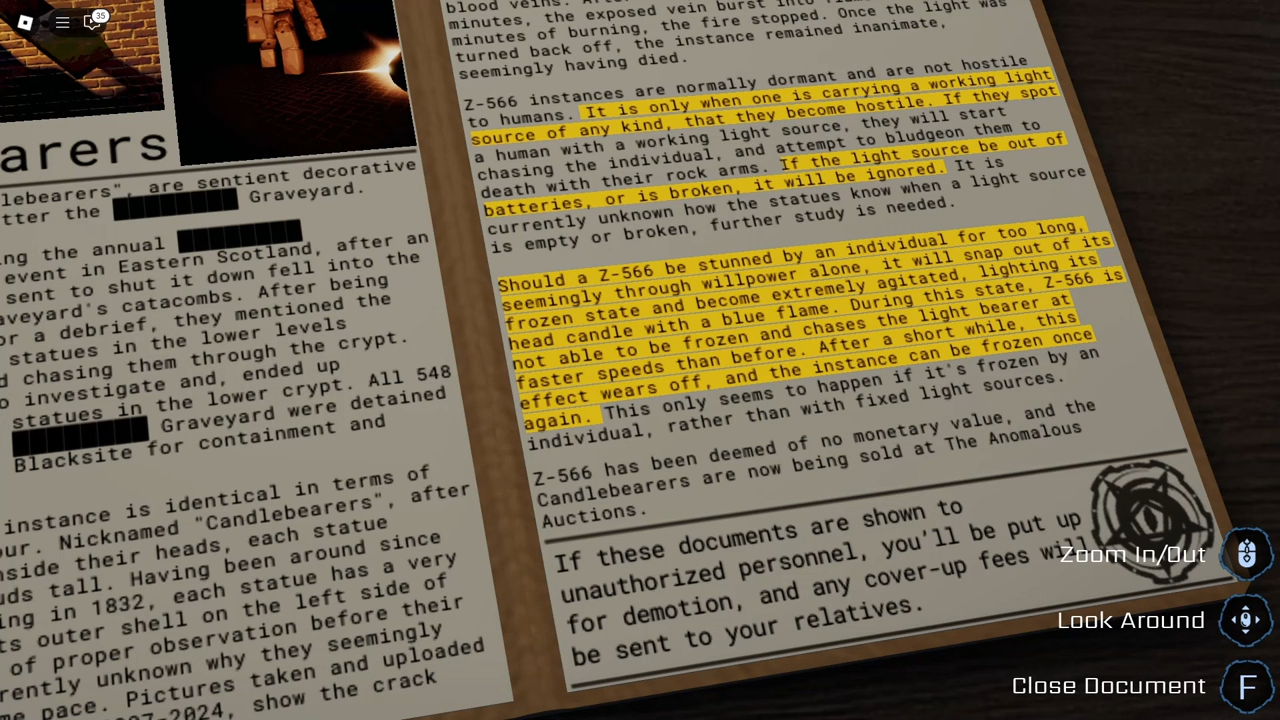 35
arers
lebearers", are sentient decorative
tter the Graveyard.
ing the annual
event in Eastern Scotland, after an
sent to shut it down fell into the
aveyard's catacombs. After being
or a debrief, they mentioned the
statues in the lower levels
d chasing them through the crypt.
o investigate and, ended up
statues in the lower crypt. All 548
Graveyard were detained
Blacksite for containment and
instance is identical in terms of
our. Nicknamed "Candlebearers", after
nside their heads, each statue
uds tall. Having been around since
ing in 1832, each statue has a very
ts outer shell on the left side of
of proper observation before their
rently unknown why they seemingly
me pace. Pictures taken and uploaded
2024, show the crack
blood veins. After
minutes, the exposed vein burst into
minutes of burning, the fire stopped. Once the light was
turned back off, the instance remained inanimate,
seemingly having died.
Z-566 instances are normally dormant and are not hostile
to humans. It is only when one is carrying a working light
source of any kind, that they become hostile. If they spot
a human with a working light source, they will start
chasing the individual, and attempt to bludgeon them to
death with their rock arms. If the light source be out of
batteries, or is broken, it will be ignored. It is
currently unknown how the statues know when a light source
is empty or broken, further study is needed.
Should a Z-566 be stunned by an individual for too long,
seemingly through willpower alone, it will snap out of its
frozen state and become extremely agitated, lighting its
head candle with a blue flame. During this state, Z-566 is
not able to be frozen and chases the light bearer at
faster speeds than before. After a short while, this
effect wears off, and the instance can be frozen once
again. This only seems to happen if it's frozen by an
individual, rather than with fixed light sources.
Z-566 has been deemed of no monetary value, and the
Candlebearers are now being sold at The Anomalous
Auctions.
If these documents are shown to
unauthorized personnel, you'll be put up
for demotion, and any cover-up fees will
be sent to your relatives.
Zoom In/Out
Look Around
Close Document F